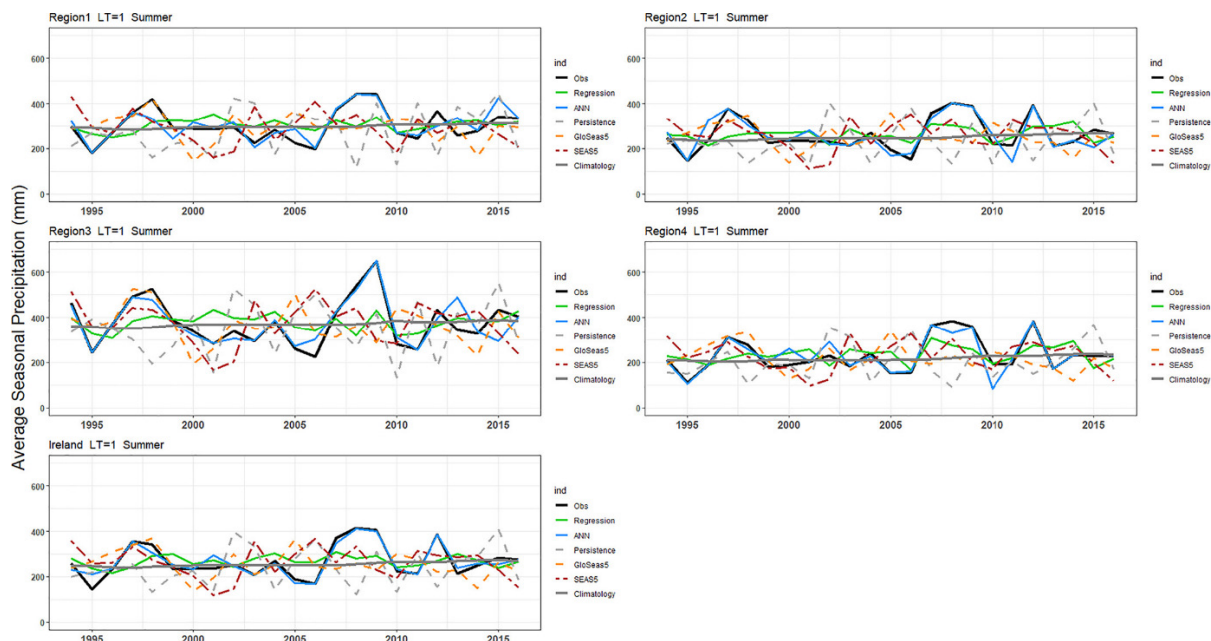 Average Seasonal Precipitation (mm)
Region1 LT=1 Summer
600
400
200
0
1995 2000 2005 2010 2015
ind
Obs
Regression
ANN
Persistence
GloSeas5
SEAS5
Climatology
Region2 LT=1 Summer
600
400
200
0
1995 2000 2005 2010 2015
ind
Obs
Regression
ANN
Persistence
GloSeas5
SEAS5
Climatology
Region3 LT=1 Summer
600
400
200
0
1995 2000 2005 2010 2015
ind
Obs
Regression
ANN
Persistence
GloSeas5
SEAS5
Climatology
Region4 LT=1 Summer
600
400
200
0
1995 2000 2005 2010 2015
ind
Obs
Regression
ANN
Persistence
GloSeas5
SEAS5
Climatology
Ireland LT=1 Summer
600
400
200
0
1995 2000 2005 2010 2015
ind
Obs
Regression
ANN
Persistence
GloSeas5
SEAS5
Climatology